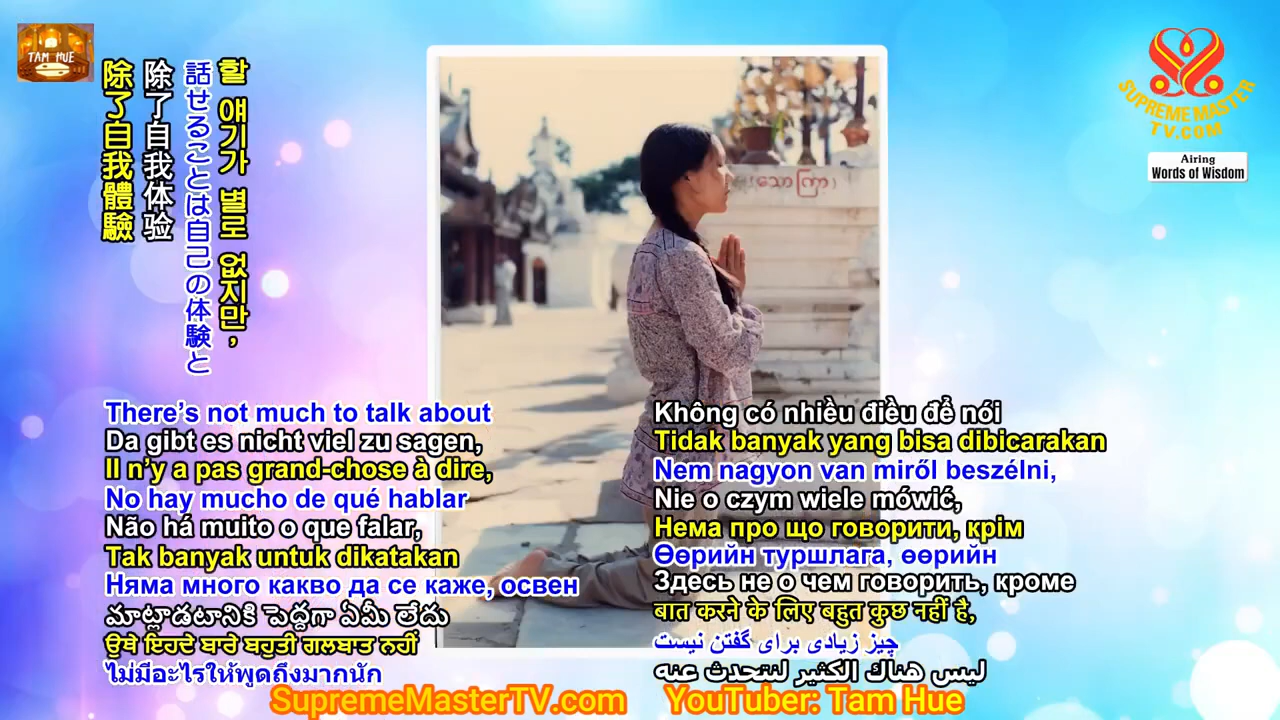 TAM HUE
除了自我體驗
除了自我体验
話せることは自己の体験と
할 얘기가 별로 없지만,
SUPREME MASTER
TV.COM
Airing
Words of Wisdom
There's not much to talk about
Da gibt es nicht viel zu sagen,
Il n'y a pas grand-chose à dire,
No hay mucho de qué hablar
Não há muito o que falar,
Tak banyak untuk dikatakan
Няма много какво да се каже, освен
మాట్లాడటానికి పెద్దగా ఏమీ లేదు
ਉਥੇ ਇਹਦੇ ਬਾਰੇ ਬਹੁਤੀ ਗਲਬਾਤ ਨਹੀਂ
ไม่มีอะไรให้พูดถึงมากนัก
Không có nhiều điều để nói
Tidak banyak yang bisa dibicarakan
Nem nagyon van miről beszélni,
Nie o czym wiele mówić,
Нема про що говорити, крім
Өөрийн туршлага, өөрийн
Здесь не о чем говорить, кроме
बात करने के लिए बहुत कुछ नहीं है,
چیز زیادی برای گفتن نیست
ليس هناك الكثير لنتحدث عنه
SupremeMasterTV.com YouTuber: Tam Hue